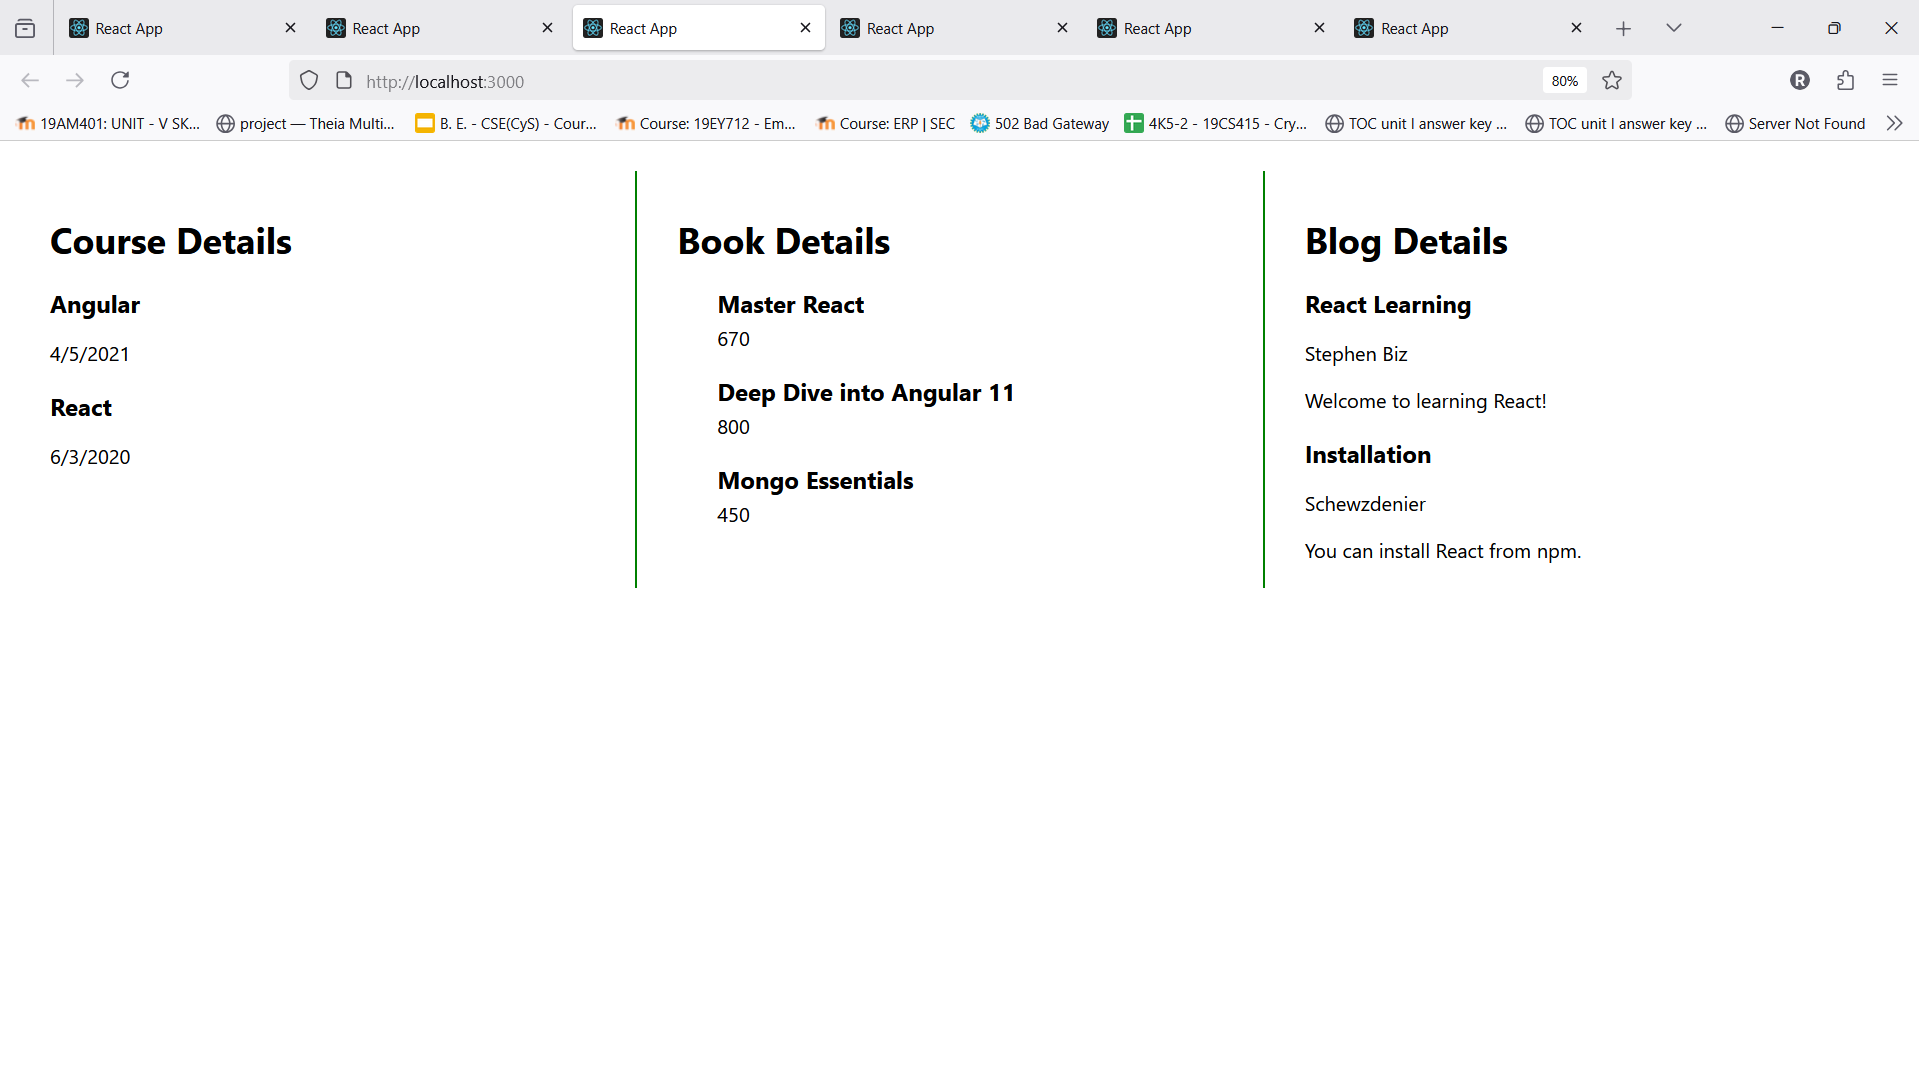 React App
React App
React App
React App
React App
React App
http://localhost:3000
80%
R
19AM401: UNIT - V SK...
project — Theia Multi...
B. E. - CSE(CyS) - Cour...
Course: 19EY712 - Em...
Course: ERP | SEC
502 Bad Gateway
4K5-2 - 19CS415 - Cry...
TOC unit I answer key ...
TOC unit I answer key ...
Server Not Found
Course Details
Angular
4/5/2021
React
6/3/2020
Book Details
Master React
670
Deep Dive into Angular 11
800
Mongo Essentials
450
Blog Details
React Learning
Stephen Biz
Welcome to learning React!
Installation
Schewzdenier
You can install React from npm.